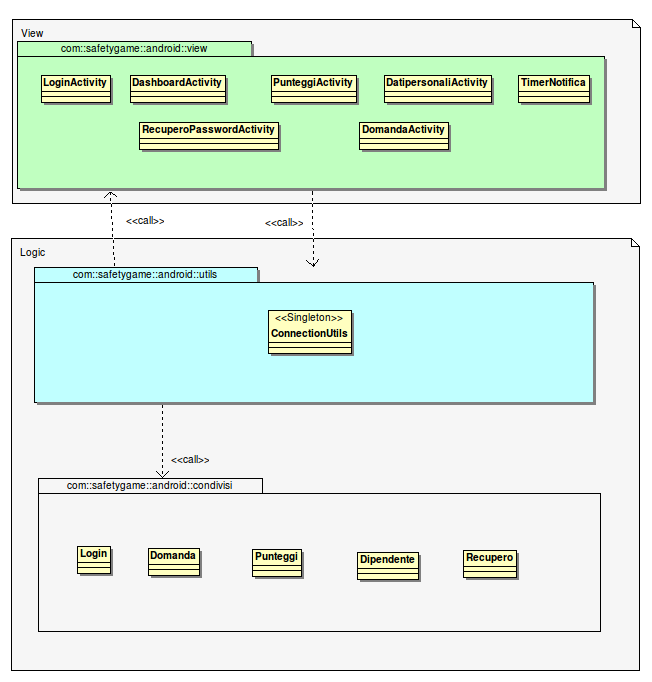 View
com::safetygame::android::view
LoginActivity
DashboardActivity
PunteggiActivity
DatipersonaliActivity
TimerNotifica
RecuperoPasswordActivity
DomandaActivity
<<call>>
<<call>>
Logic
com::safetygame::android::utils
<<Singleton>>
ConnectionUtils
<<call>>
com::safetygame::android::condivisi
Login
Domanda
Punteggi
Dipendente
Recupero